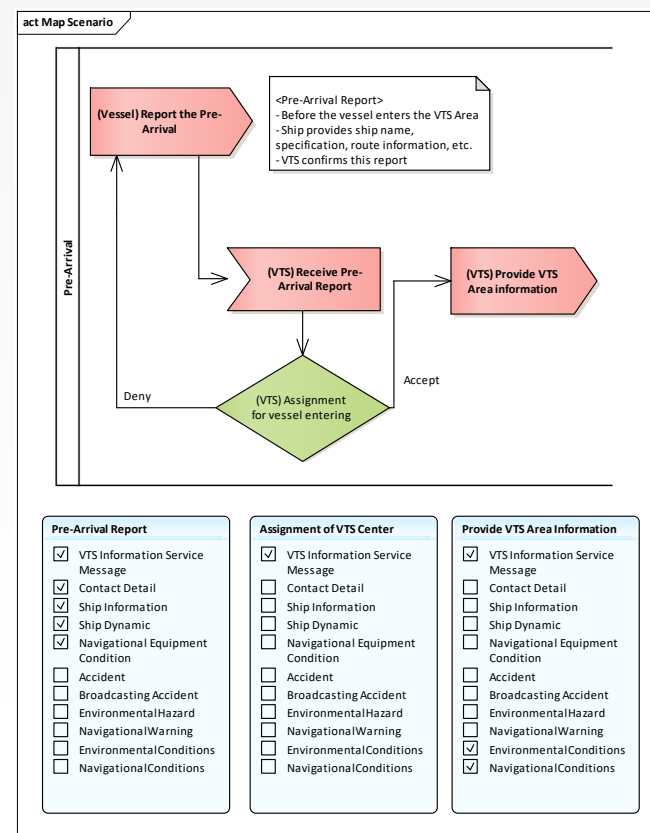 act Map Scenario
Pre-Arrival
(Vessel) Report the Pre-
Arrival
<Pre-Arrival Report>
- Before the vessel enters the VTS Area
- Ship provides ship name,
specification, route information, etc.
- VTS confirms this report
(VTS) Receive Pre-
Arrival Report
(VTS) Provide VTS
Area information
(VTS) Assignment
for vessel entering
Deny
Accept
Pre-Arrival Report
VTS Information Service
Message
Contact Detail
Ship Information
Ship Dynamic
Navigational Equipment
Condition
Accident
Broadcasting Accident
EnvironmentalHazard
NavigationalWarning
EnvironmentalConditions
NavigationalConditions
Assignment of VTS Center
VTS Information Service
Message
Contact Detail
Ship Information
Ship Dynamic
Navigational Equipment
Condition
Accident
Broadcasting Accident
EnvironmentalHazard
NavigationalWarning
EnvironmentalConditions
NavigationalConditions
Provide VTS Area Information
VTS Information Service
Message
Contact Detail
Ship Information
Ship Dynamic
Navigational Equipment
Condition
Accident
Broadcasting Accident
EnvironmentalHazard
NavigationalWarning
EnvironmentalConditions
NavigationalConditions